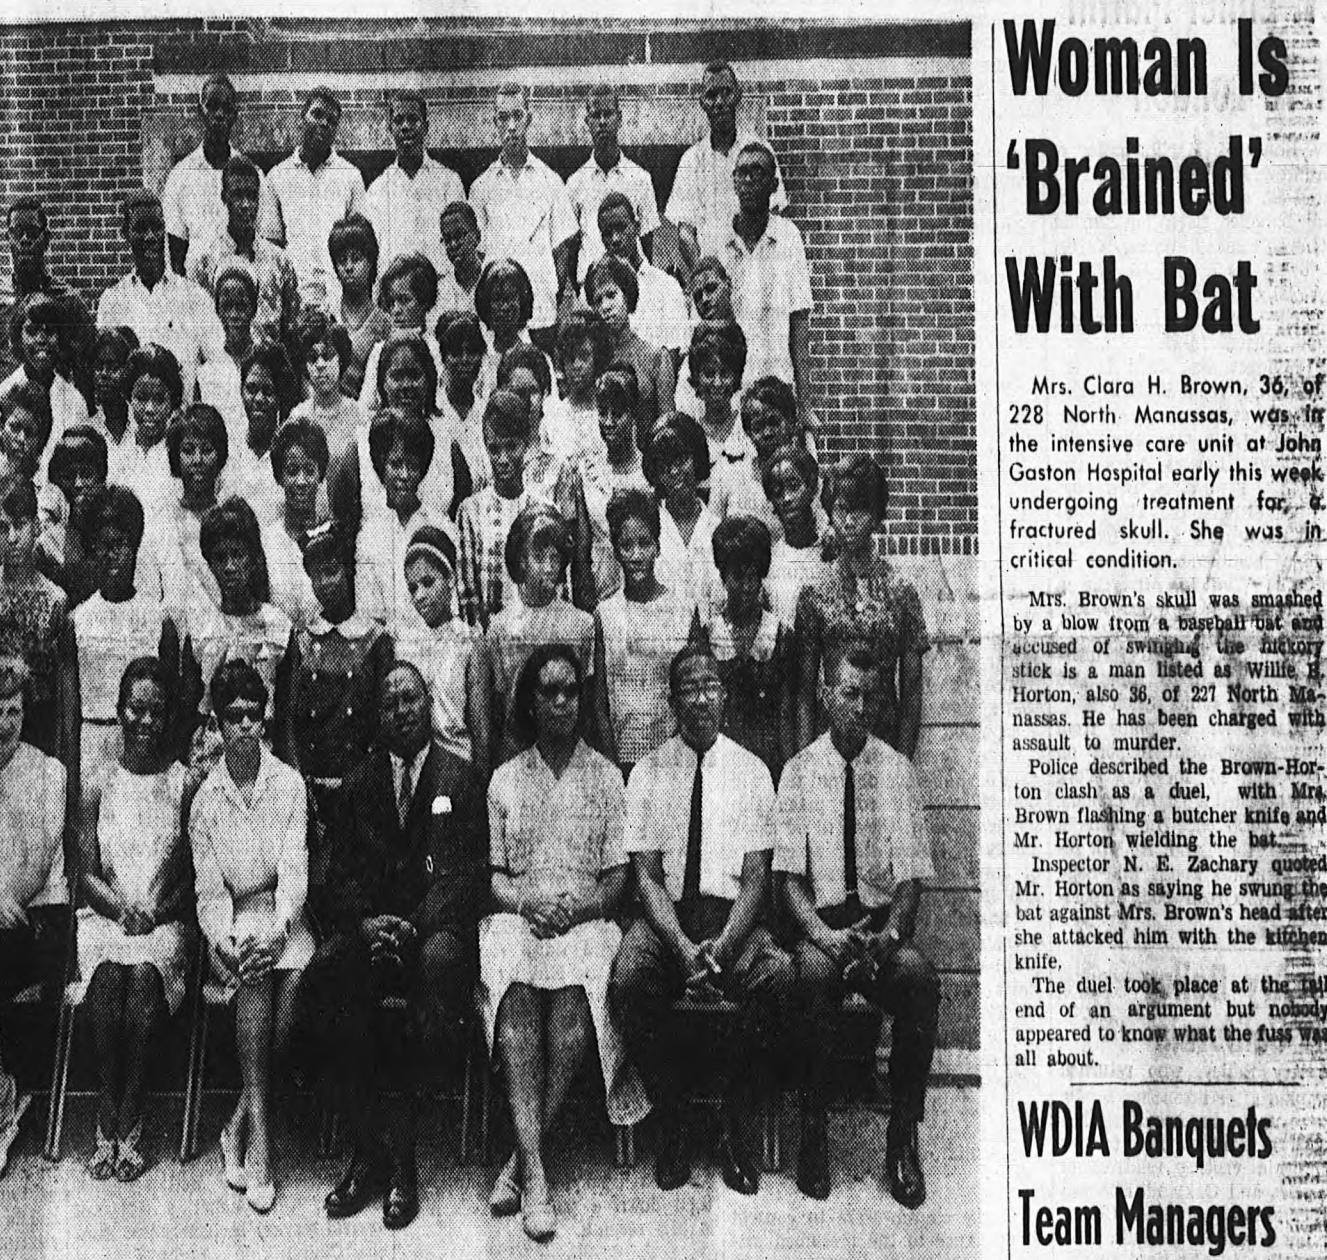 Woman Is
'Brained'
With Bat
Mrs. Clara H. Brown, 36, of
228 North Manassas, was in
the intensive care unit at John
Gaston Hospital early this week
undergoing treatment for a
fractured skull. She was in
critical condition.
Mrs. Brown's skull was smashed
by a blow from a baseball bat and
accused of swinging the hickory
stick is a man listed as Willie
Horton, also 36, of 227 North Ma-
nassas. He has been charged with
assault to murder.
Police described the Brown-Hor-
ton clash as a duel, with Mrs.
Brown flashing a butcher knife and
Mr. Horton wielding the bat.
Inspector N. E. Zachary quoted
Mr. Horton as saying he swung the
bat against Mrs. Brown's head after
she attacked him with the kitchen
knife.
The duel took place at the tail
end of an argument but nobody
appeared to know what the fuss was
all about.
WDIA Banquets
Team Managers